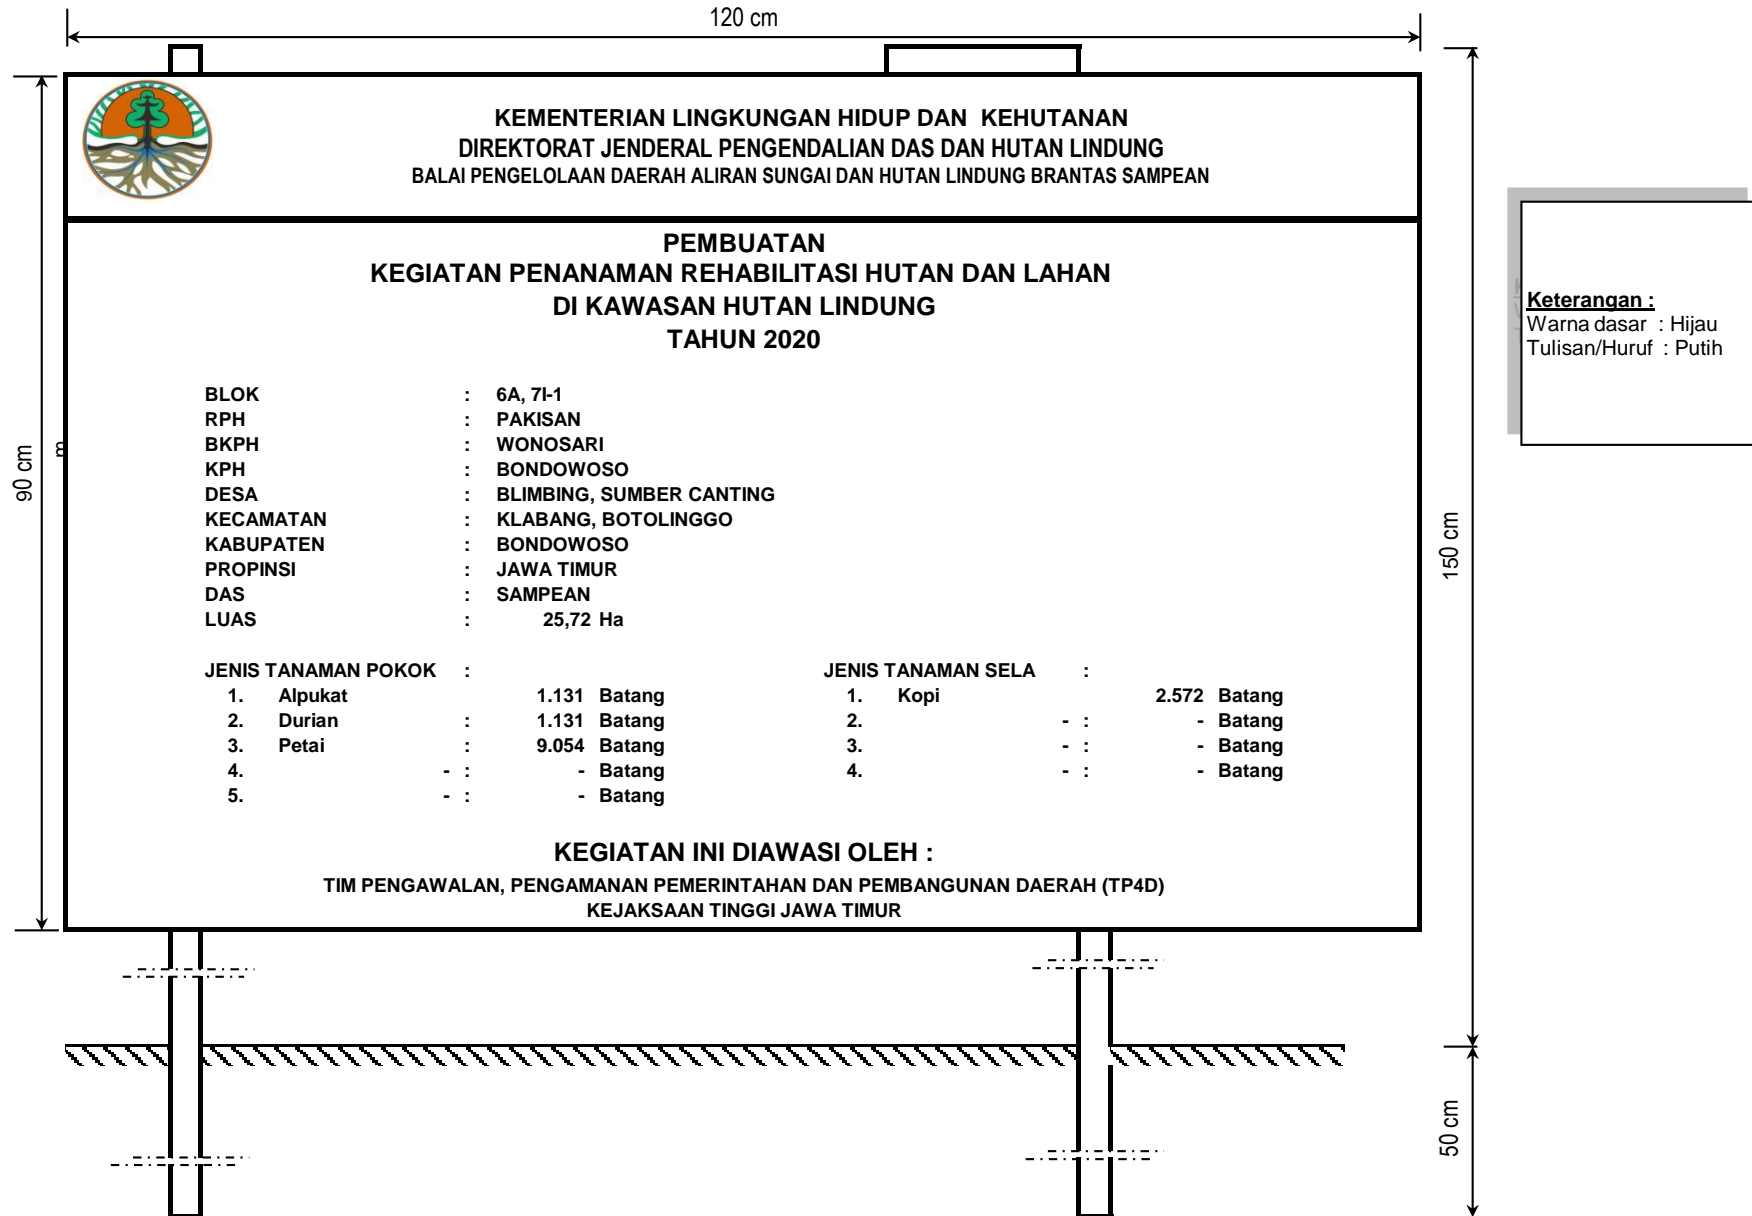 120 cm
KEMENTERIAN LINGKUNGAN HIDUP DAN KEHUTANAN
DIREKTORAT JENDERAL PENGENDALIAN DAS DAN HUTAN LINDUNG
BALAI PENGELOLAAN DAERAH ALIRAN SUNGAI DAN HUTAN LINDUNG BRANTAS SAMPEAN
PEMBUATAN
KEGIATAN PENANAMAN REHABILITASI HUTAN DAN LAHAN
DI KAWASAN HUTAN LINDUNG
TAHUN 2020
Keterangan :
Warna dasar : Hijau
Tulisan/Huruf : Putih
BLOK : 6A, 7I-1
RPH : PAKISAN
BKPH : WONOSARI
KPH : BONDOWOSO
DESA : BLIMBING, SUMBER CANTING
KECAMATAN : KLABANG, BOTOLINGGO
KABUPATEN : BONDOWOSO
PROPINSI : JAWA TIMUR
DAS : SAMPEAN
LUAS : 25,72 Ha
90 cm
m
150 cm
JENIS TANAMAN POKOK :
1. Alpukat 1.131 Batang
2. Durian : 1.131 Batang
3. Petai : 9.054 Batang
4. - : - Batang
5. - : - Batang
JENIS TANAMAN SELA :
1. Kopi 2.572 Batang
2. - : - Batang
3. - : - Batang
4. - : - Batang
KEGIATAN INI DIAWASI OLEH :
TIM PENGAWALAN, PENGAMANAN PEMERINTAHAN DAN PEMBANGUNAN DAERAH (TP4D)
KEJAKSAAN TINGGI JAWA TIMUR
50 cm